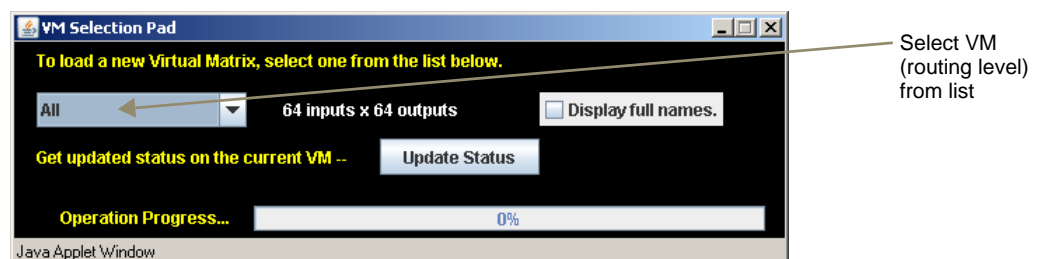 VM Selection Pad
To load a new Virtual Matrix, select one from the list below.
All
64 inputs x 64 outputs
Display full names.
Get updated status on the current VM --
Update Status
Operation Progress...
0%
Java Applet Window
Select VM
(routing level)
from list